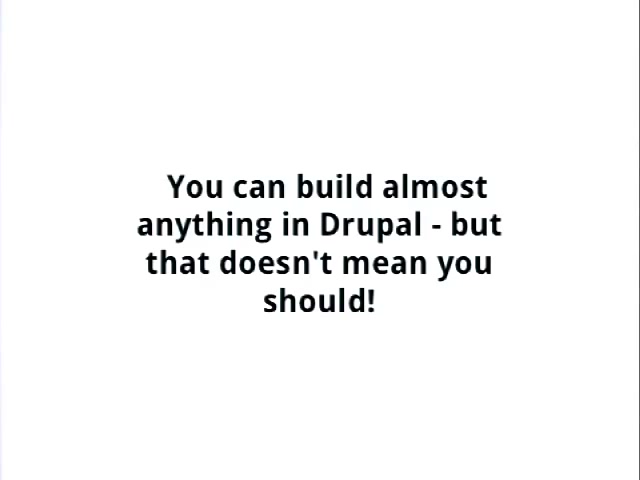 You can build almost
anything in Drupal - but
that doesn't mean you
should!